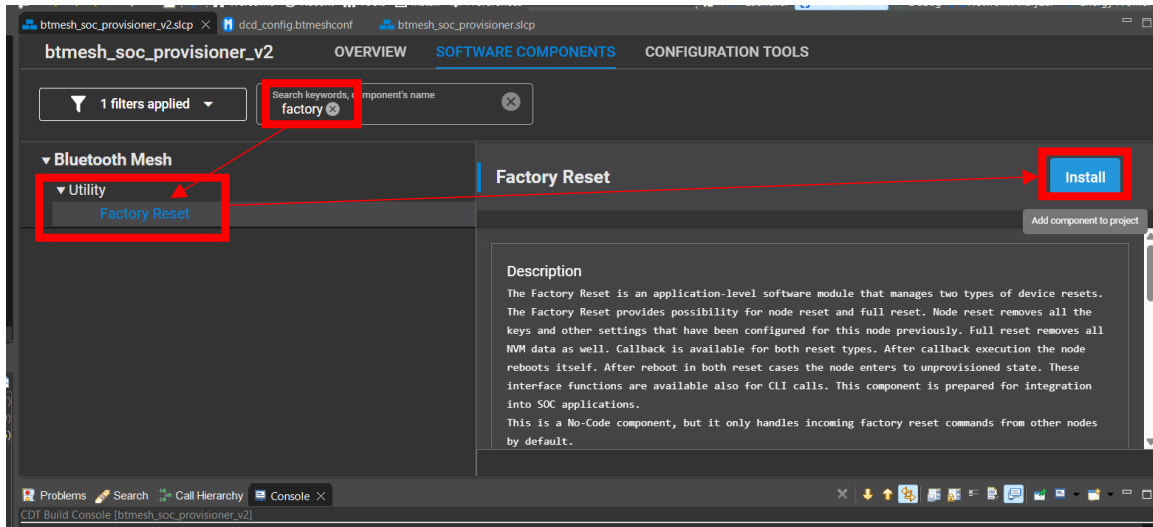 btmesh_soc_provisioner_v2.slcp
dcd_config.btmeshconf
btmesh_soc_provisioner.slcp
btmesh_soc_provisioner_v2
OVERVIEW
SOFTWARE COMPONENTS
CONFIGURATION TOOLS
1 filters applied
Search keywords, component's name
factory
Bluetooth Mesh
Utility
Factory Reset
Factory Reset
Install
Add component to project
Description
The Factory Reset is an application-level software module that manages two types of device resets.
The Factory Reset provides possibility for node reset and full reset. Node reset removes all the
keys and other settings that have been configured for this node previously. Full reset removes all
NVM data as well. Callback is available for both reset types. After callback execution the node
reboots itself. After reboot in both reset cases the node enters to unprovisioned state. These
interface functions are available also for CLI calls. This component is prepared for integration
into SOC applications.
This is a No-Code component, but it only handles incoming factory reset commands from other nodes
by default.
Problems
Search
Call Hierarchy
Console
CDT Build Console [btmesh_soc_provisioner_v2]